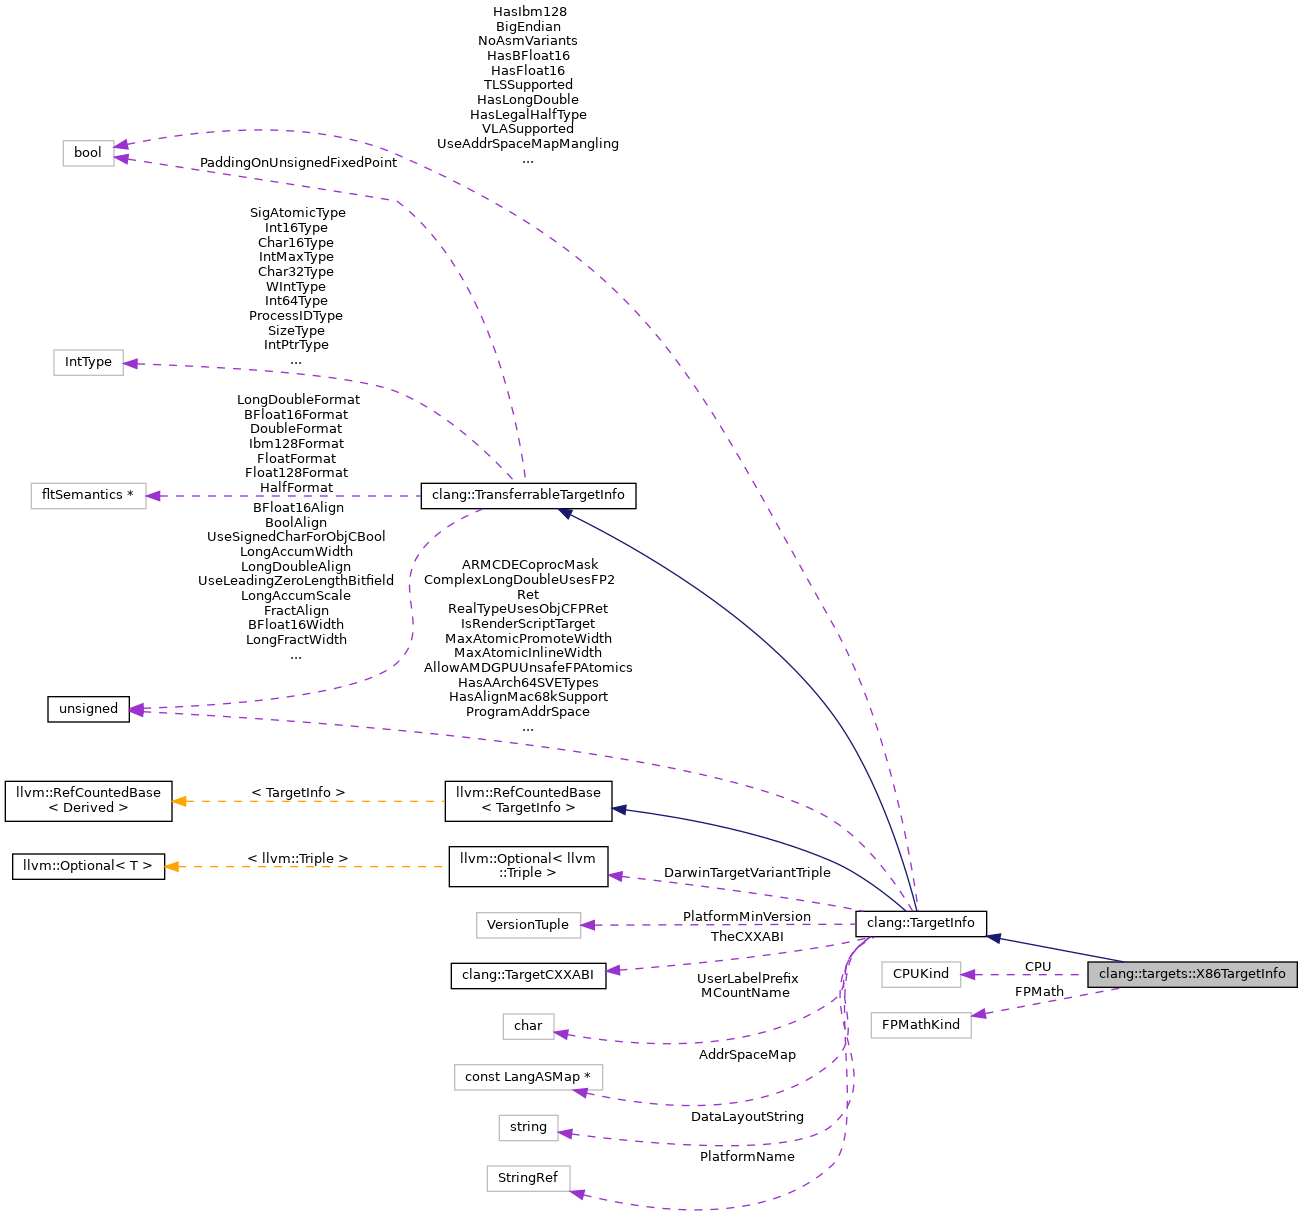 HasIbm128
BigEndian
NoAsmVariants
HasBFloat16
HasFloat16
TLSSupported
HasLongDouble
HasLegalHalfType
VLASupported
UseAddrSpaceMapMangling
...
bool
PaddingOnUnsignedFixedPoint
SigAtomicType
Int16Type
Char16Type
IntMaxType
Char32Type
WIntType
Int64Type
ProcessIDType
SizeType
IntPtrType
...
IntType
LongDoubleFormat
BFloat16Format
DoubleFormat
Ibm128Format
FloatFormat
Float128Format
HalfFormat
fltSemantics *
clang::TransferrableTargetInfo
BFloat16Align
BoolAlign
UseSignedCharForObjCBool
LongAccumWidth
LongDoubleAlign
UseLeadingZeroLengthBitfield
LongAccumScale
FractAlign
BFloat16Width
LongFractWidth
...
ARMCDECoprocMask
ComplexLongDoubleUsesFP2
Ret
RealTypeUsesObjCFPRet
IsRenderScriptTarget
MaxAtomicPromoteWidth
MaxAtomicInlineWidth
AllowAMDGPUUnsafeFPAtomics
HasAArch64SVETypes
HasAlignMac68kSupport
ProgramAddrSpace
...
unsigned
llvm::RefCountedBase
< Derived >
< TargetInfo >
llvm::RefCountedBase
< TargetInfo >
llvm::Optional< T >
< llvm::Triple >
llvm::Optional< llvm
::Triple >
DarwinTargetVariantTriple
VersionTuple
PlatformMinVersion
clang::TargetInfo
TheCXXABI
clang::TargetCXXABI
CPUKind
CPU
clang::targets::X86TargetInfo
UserLabelPrefix
MCountName
FPMath
char
FPMathKind
AddrSpaceMap
const LangASMap *
DataLayoutString
string
PlatformName
StringRef